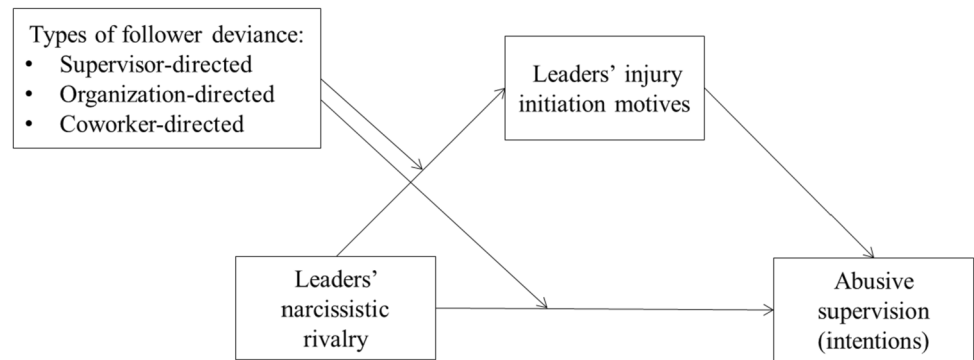 Types of follower deviance:
• Supervisor-directed
• Organization-directed
• Coworker-directed
Leaders’ injury
initiation motives
Leaders’
narcissistic
rivalry
Abusive
supervision
(intentions)